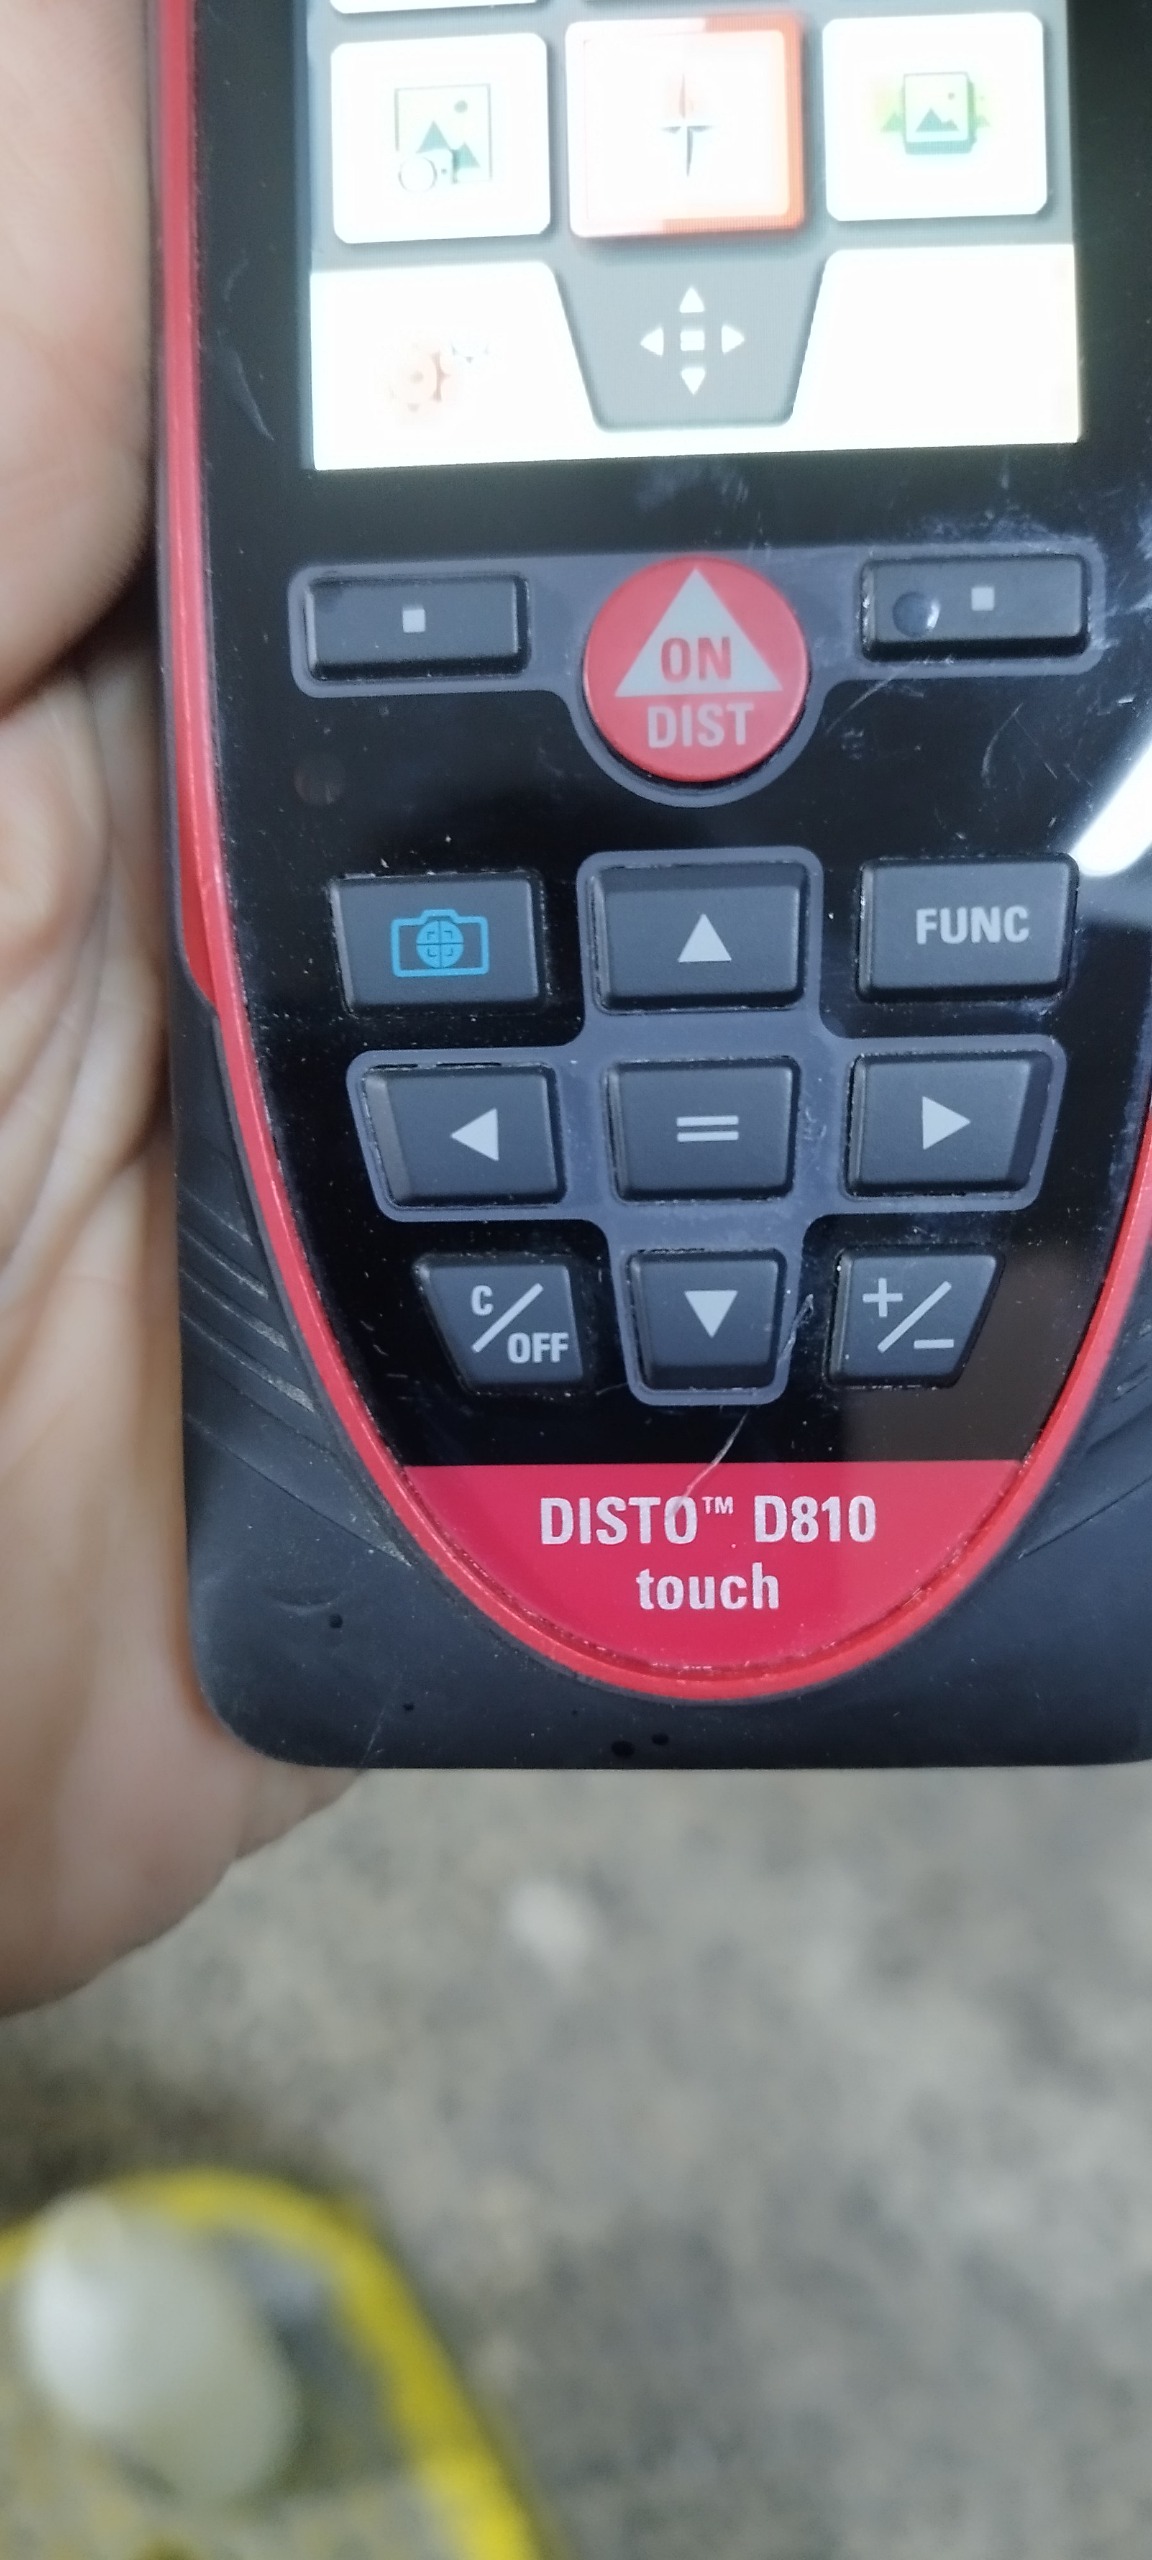 ON
DIST
FUNC
=
C/OFF
+/-
DISTO™ D810
touch